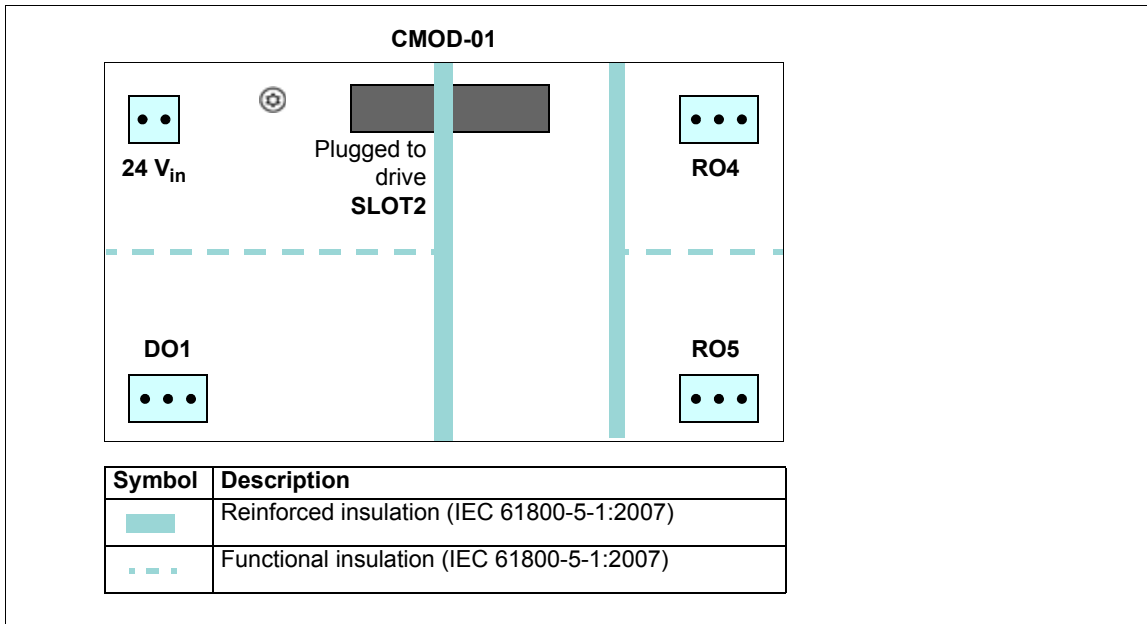 CMOD-01
24 Vin
Plugged to
drive
SLOT2
RO4
DO1
RO5
Symbol Description
Reinforced insulation (IEC 61800-5-1:2007)
Functional insulation (IEC 61800-5-1:2007)